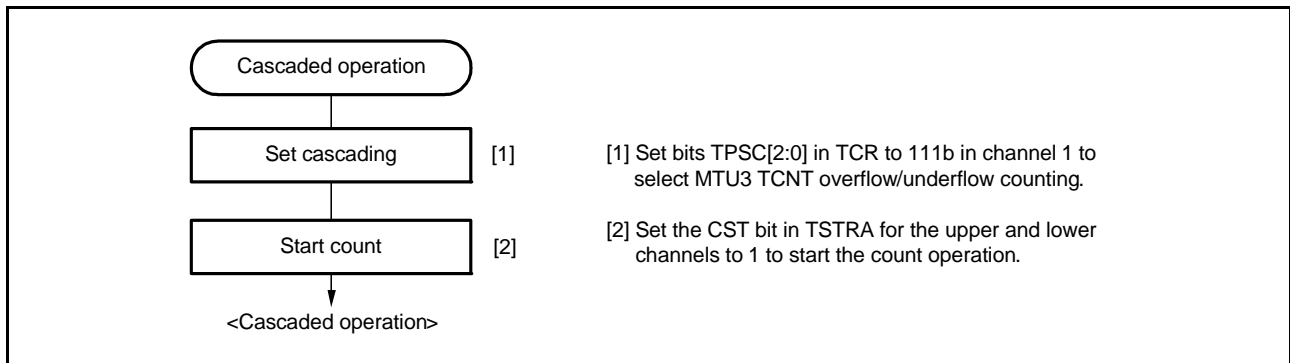 Cascaded operation
Set cascading
[1]
[1] Set bits TPSC[2:0] in TCR to 111b in channel 1 to
select MTU3 TCNT overflow/underflow counting.
Start count
[2]
[2] Set the CST bit in TSTRA for the upper and lower
channels to 1 to start the count operation.
<Cascaded operation>